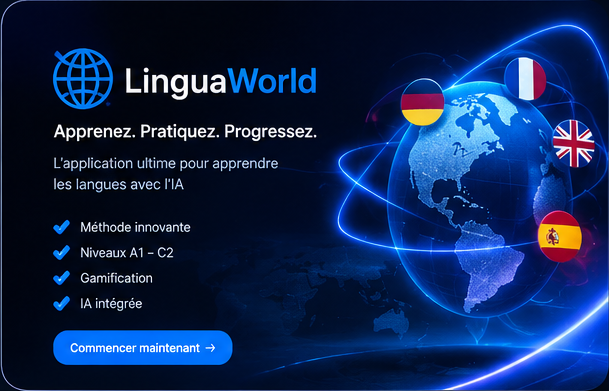 LinguaWorld
Apprenez. Pratiquez. Progressez.
L'application ultime pour apprendre
les langues avec l'IA
Méthode innovante
Niveaux A1 – C2
Gamification
IA intégrée
Commencer maintenant →